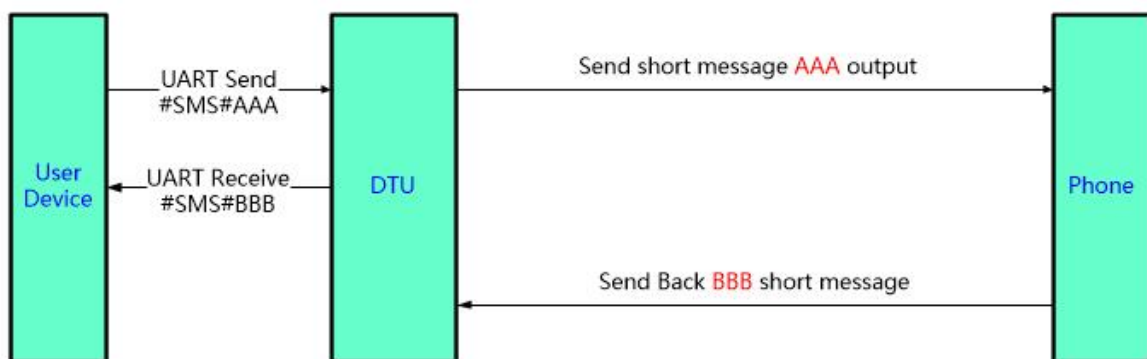 Send short message AAA output
UART Send
#SMS#AAA
User
Device
UART Receive
#SMS#BBB
DTU
Phone
Send Back BBB short message